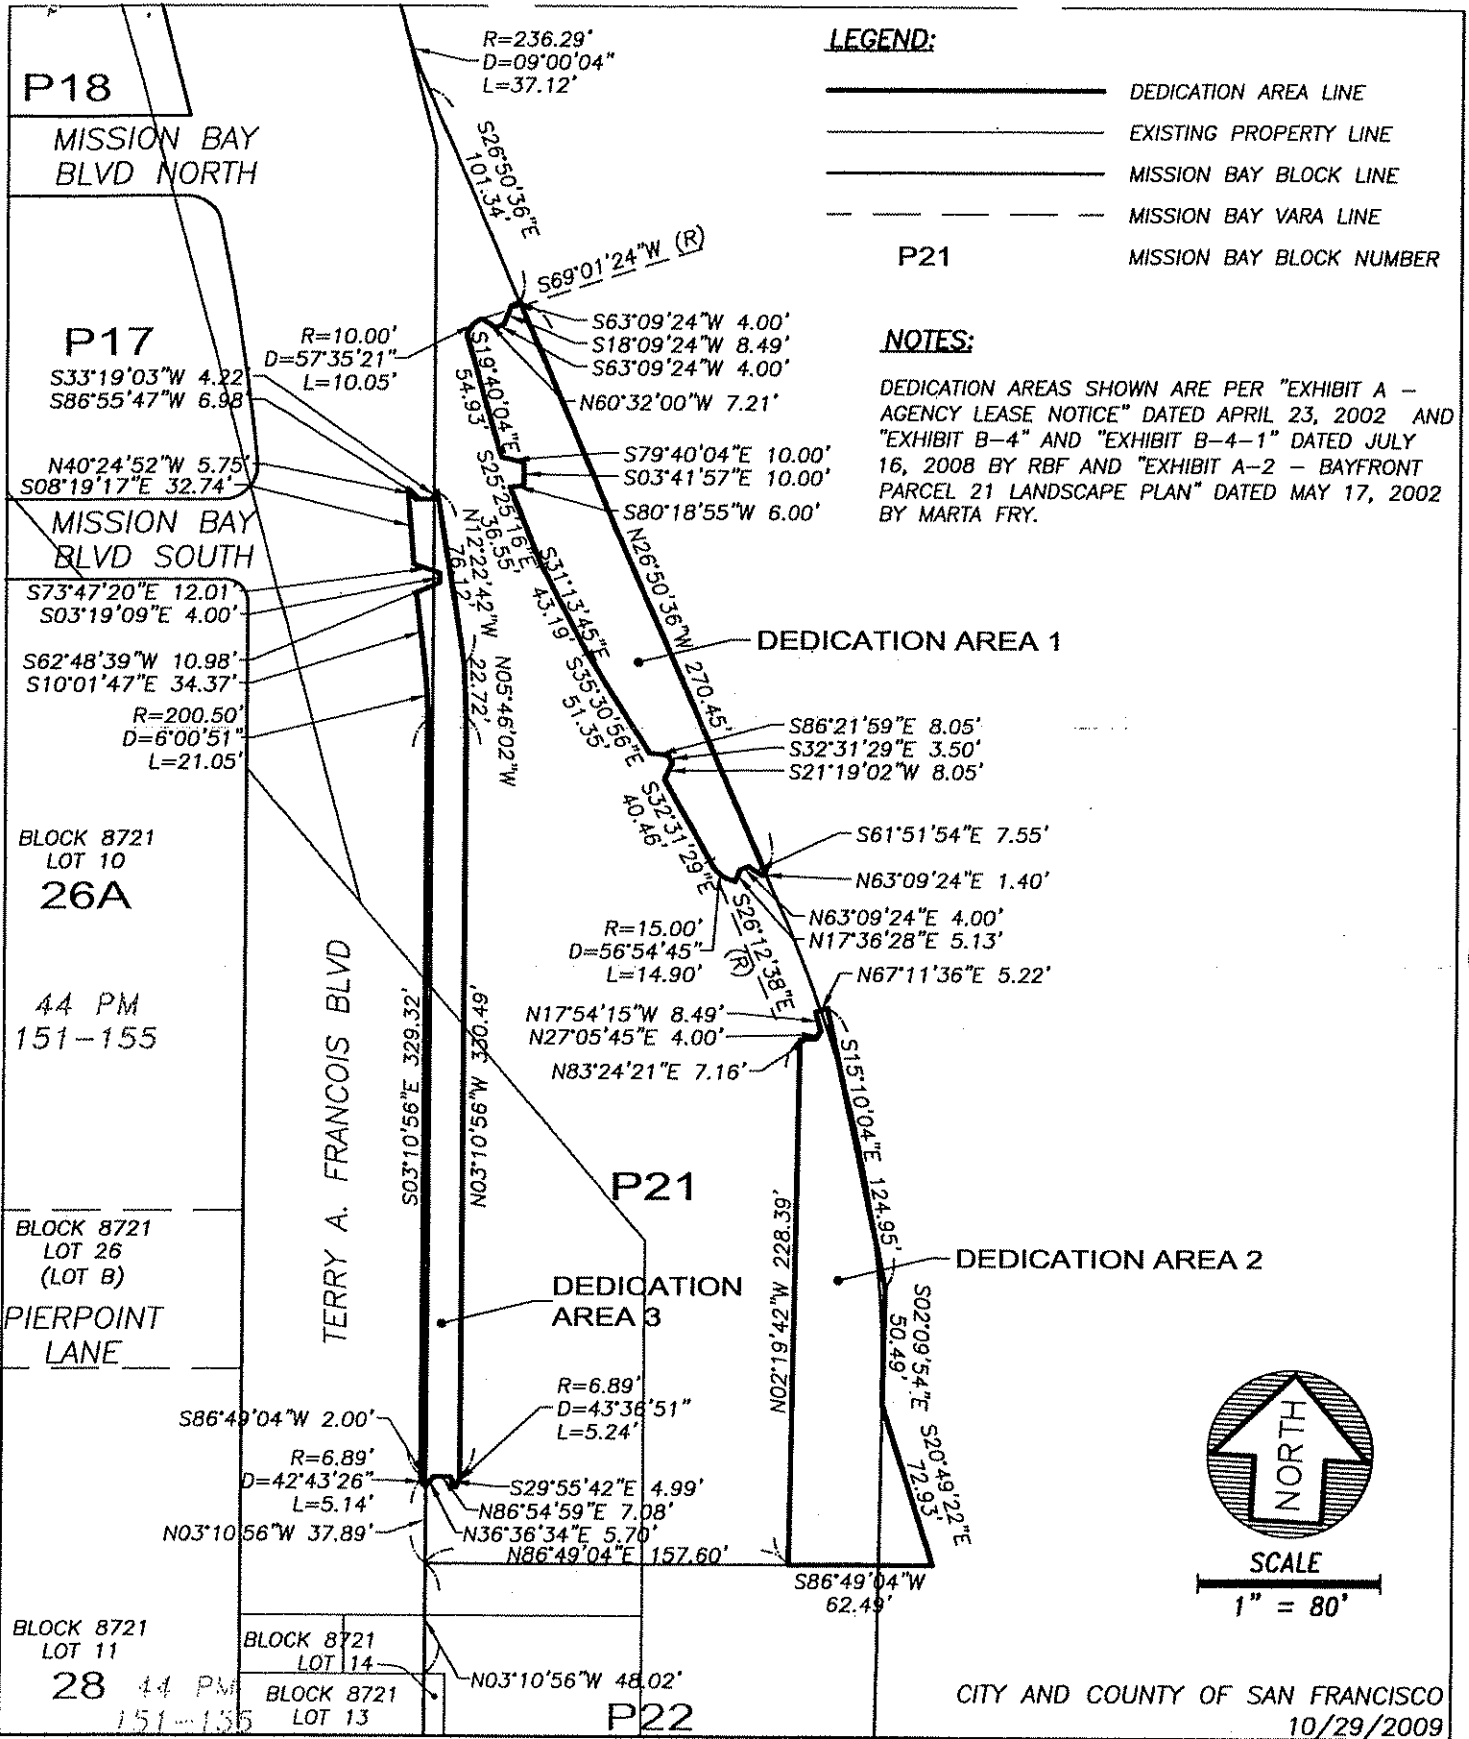 P18
MISSION BAY
BLVD NORTH
R=236.29'
D=09°00'04"
L=37.12'
S26°50'36"E
101.34'
S69°01'24"W (R)
LEGEND:
DEDICATION AREA LINE
EXISTING PROPERTY LINE
MISSION BAY BLOCK LINE
MISSION BAY VARA LINE
P21
MISSION BAY BLOCK NUMBER
NOTES:
DEDICATION AREAS SHOWN ARE PER "EXHIBIT A –
AGENCY LEASE NOTICE" DATED APRIL 23, 2002 AND
"EXHIBIT B–4" AND "EXHIBIT B–4–1" DATED JULY
16, 2008 BY RBF AND "EXHIBIT A–2 – BAYFRONT
PARCEL 21 LANDSCAPE PLAN" DATED MAY 17, 2002
BY MARTA FRY.
P17
R=10.00'
D=57°35'21"
L=10.05'
S33°19'03"W 4.22'
S86°55'47"W 6.98'
N40°24'52"W 5.75'
S08°19'17"E 32.74'
MISSION BAY
BLVD SOUTH
S73°47'20"E 12.01'
S03°19'09"E 4.00'
S62°48'39"W 10.98'
S10°01'47"E 34.37'
R=200.50'
D=6°00'51"
L=21.05'
S63°09'24"W 4.00'
S18°09'24"W 8.49'
S63°09'24"W 4.00'
N60°32'00"W 7.21'
S19°40'04"E
54.93'
S79°40'04"E 10.00'
S03°41'57"E 10.00'
S80°18'55"W 6.00'
S25°25'16"E
36.55'
N12°22'42"W
76.12'
S31°13'45"E
43.19'
N26°50'36"W 270.45'
DEDICATION AREA 1
N05°46'02"W
22.72'
S35°30'56"E
51.35'
S86°21'59"E 8.05'
S32°31'29"E 3.50'
S21°19'02"W 8.05'
S32°31'29"E
40.46'
S61°51'54"E 7.55'
N63°09'24"E 1.40'
N63°09'24"E 4.00'
N17°36'28"E 5.13'
R=15.00'
D=56°54'45"
L=14.90'
S26°12'38"E
(R)
N67°11'36"E 5.22'
N17°54'15"W 8.49'
N27°05'45"E 4.00'
N83°24'21"E 7.16'
S15°10'04"E 124.95'
BLOCK 8721
LOT 10
26A
44 PM
151–155
S03°10'56"E 329.32'
N03°10'56"W 330.49'
TERRY A. FRANCOIS BLVD
P21
N02°19'42"W 228.39'
DEDICATION AREA 2
BLOCK 8721
LOT 26
(LOT B)
PIERPOINT
LANE
DEDICATION
AREA 3
S02°09'54"E
50.49'
S20°49'22"E
72.93'
R=6.89'
D=43°36'51"
L=5.24'
S86°49'04"W 2.00'
R=6.89'
D=42°43'26"
L=5.14'
N03°10'56"W 37.89'
S29°55'42"E 4.99'
N86°54'59"E 7.08'
N36°36'34"E 5.70'
N86°49'04"E 157.60'
S86°49'04"W
62.49'
NORTH
SCALE
1" = 80'
BLOCK 8721
LOT 11
28
44 PM
151–155
BLOCK 8721
LOT 14
BLOCK 8721
LOT 13
N03°10'56"W 48.02'
P22
CITY AND COUNTY OF SAN FRANCISCO
10/29/2009